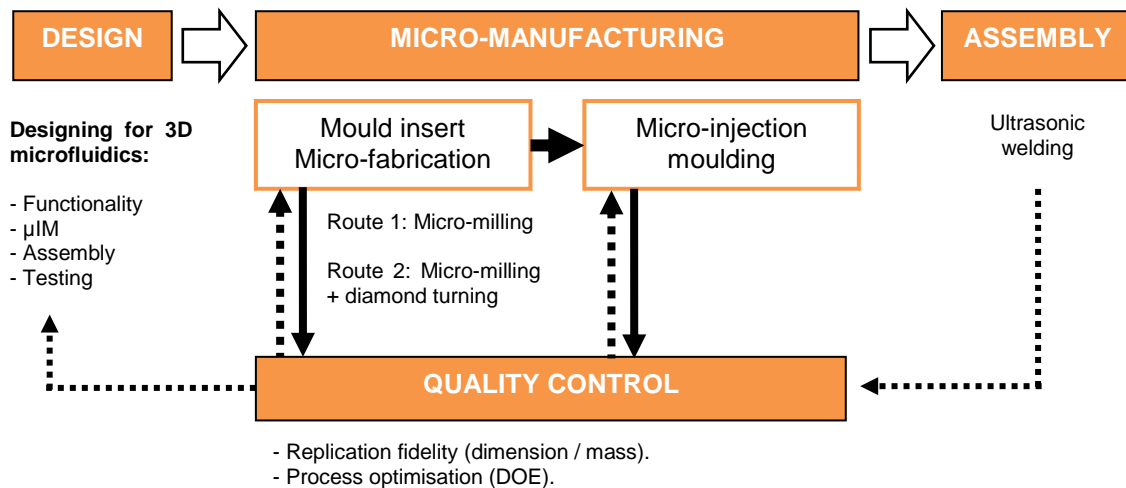 DESIGN
MICRO-MANUFACTURING
ASSEMBLY
Designing for 3D
microfluidics:
- Functionality
- µIM
- Assembly
- Testing
Mould insert
Micro-fabrication
Micro-injection
moulding
Ultrasonic
welding
Route 1: Micro-milling
Route 2: Micro-milling
+ diamond turning
QUALITY CONTROL
- Replication fidelity (dimension / mass).
- Process optimisation (DOE).